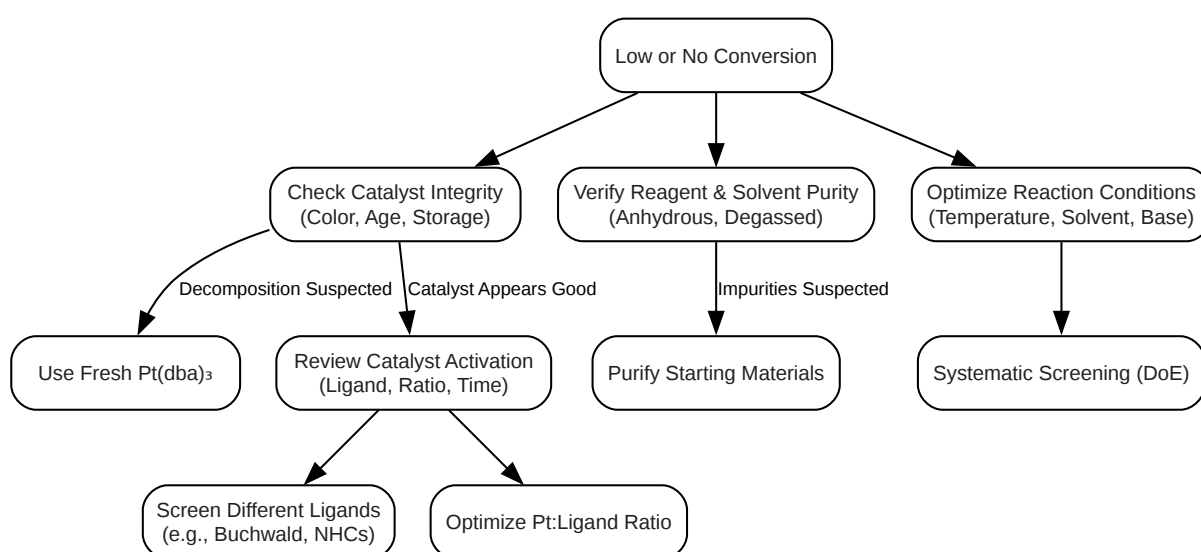 Low or No Conversion
Check Catalyst Integrity
(Color, Age, Storage)
Verify Reagent & Solvent Purity
(Anhydrous, Degassed)
Optimize Reaction Conditions
(Temperature, Solvent, Base)
Decomposition Suspected
Catalyst Appears Good
Impurities Suspected
Use Fresh Pt(dba)₃
Review Catalyst Activation
(Ligand, Ratio, Time)
Purify Starting Materials
Systematic Screening (DoE)
Screen Different Ligands
(e.g., Buchwald, NHCs)
Optimize Pt:Ligand Ratio